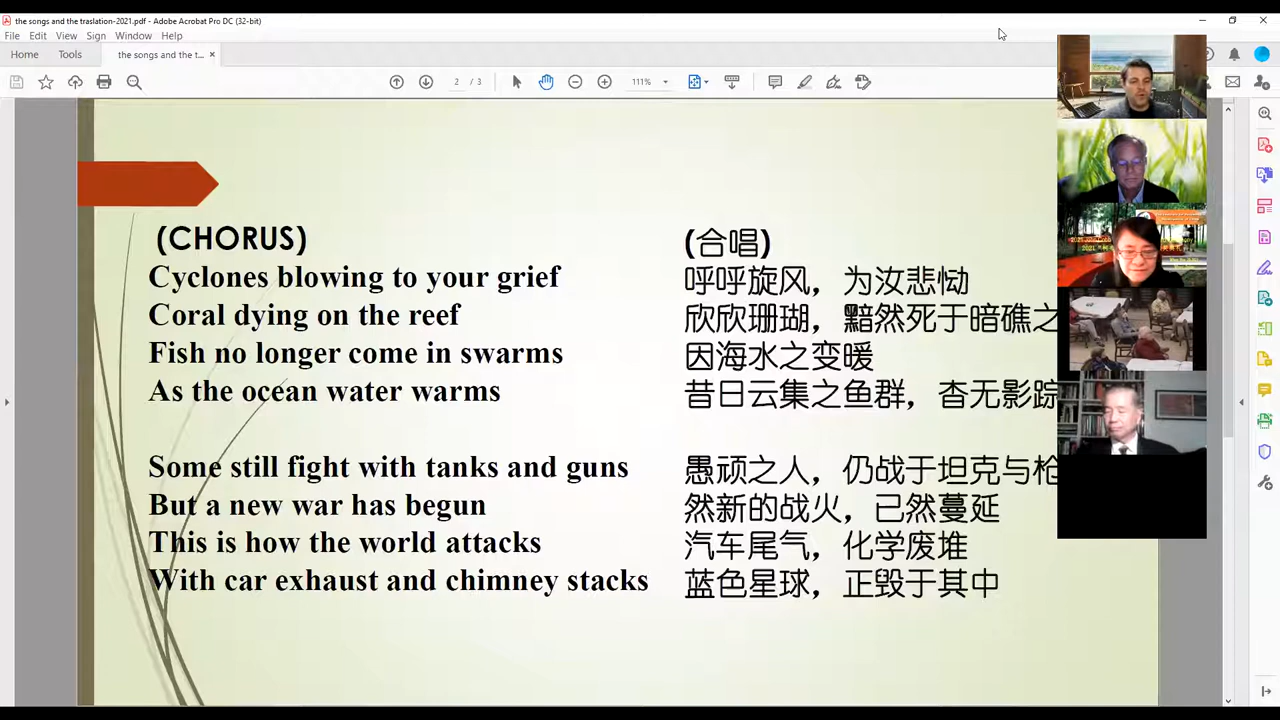 the songs and the traslation-2021.pdf - Adobe Acrobat Pro DC (32-bit)
File Edit View Sign Window Help
Home Tools the songs and the t... ×
2 / 3 111%
(CHORUS)
Cyclones blowing to your grief
Coral dying on the reef
Fish no longer come in swarms
As the ocean water warms
Some still fight with tanks and guns
But a new war has begun
This is how the world attacks
With car exhaust and chimney stacks
(合唱)
呼呼旋风，为汝悲恸
欣欣珊瑚，黯然死于暗礁之
因海水之变暖
昔日云集之鱼群，杳无影踪
愚顽之人，仍战于坦克与枪
然新的战火，已然蔓延
汽车尾气，化学废堆
蓝色星球，正毁于其中